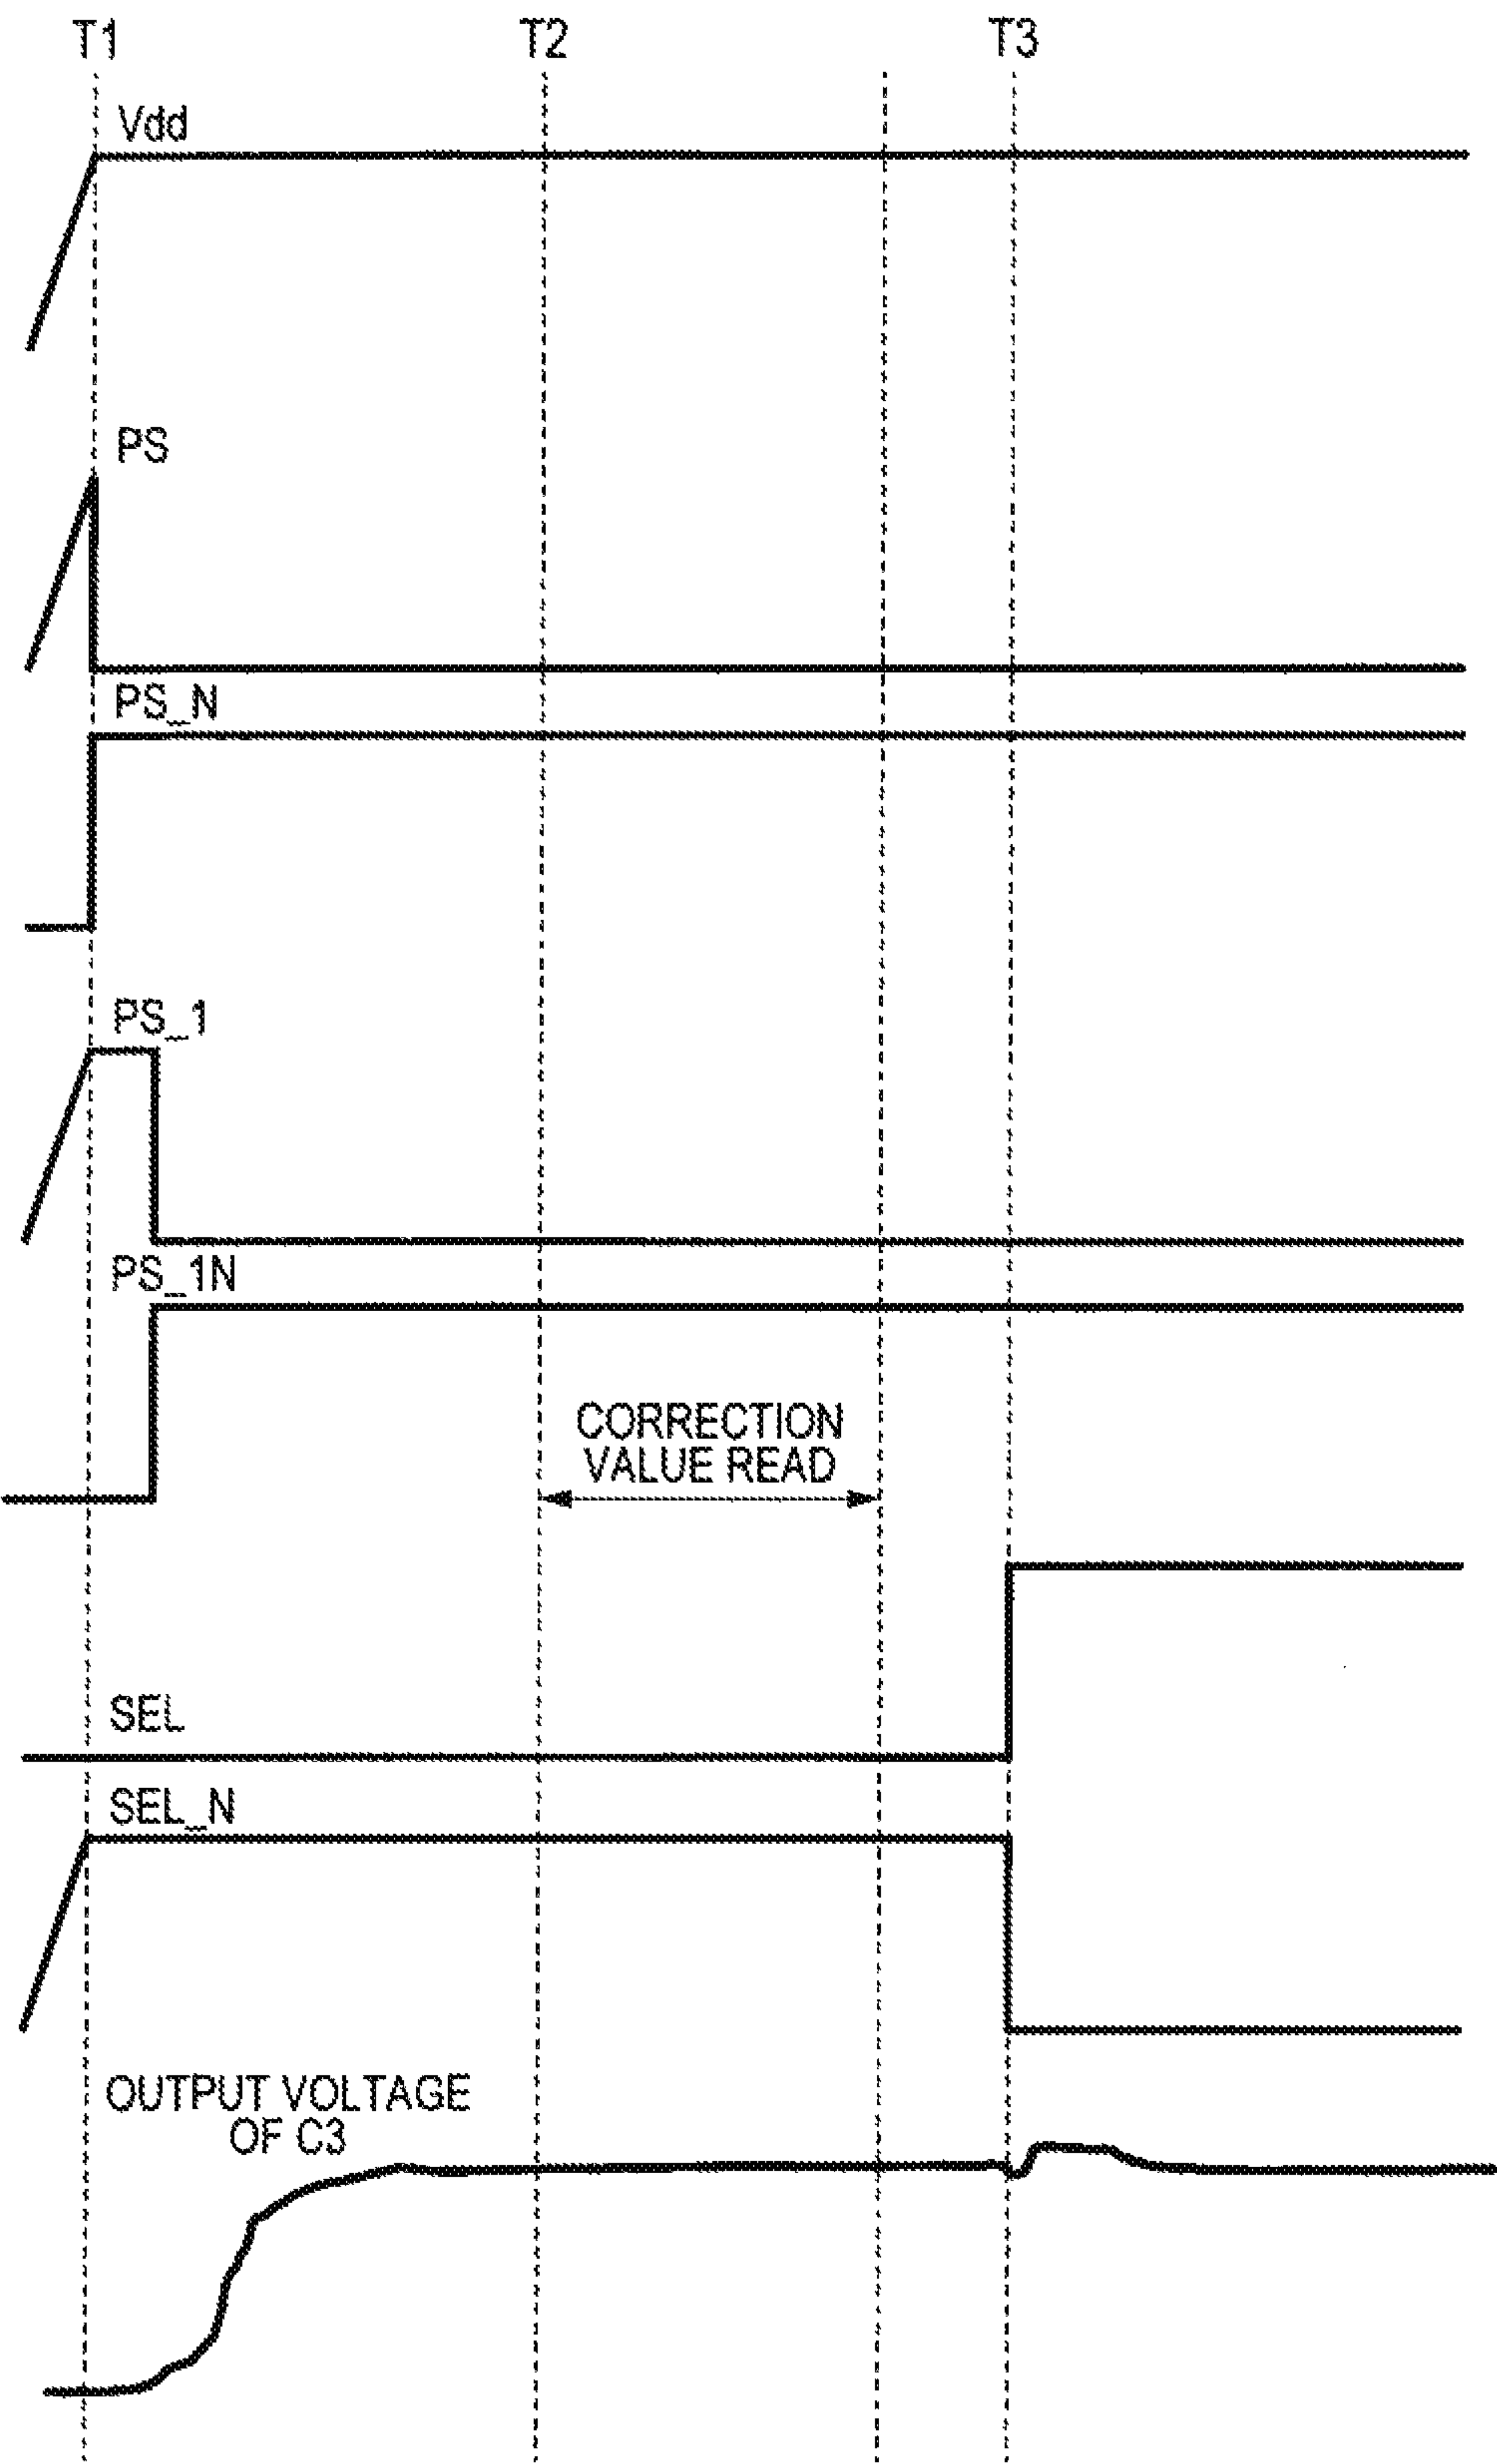 T1 T2 T3
Vdd
PS
PS_N
PS_1
PS_1N
CORRECTION
VALUE READ
SEL
SEL_N
OUTPUT VOLTAGE
OF C3